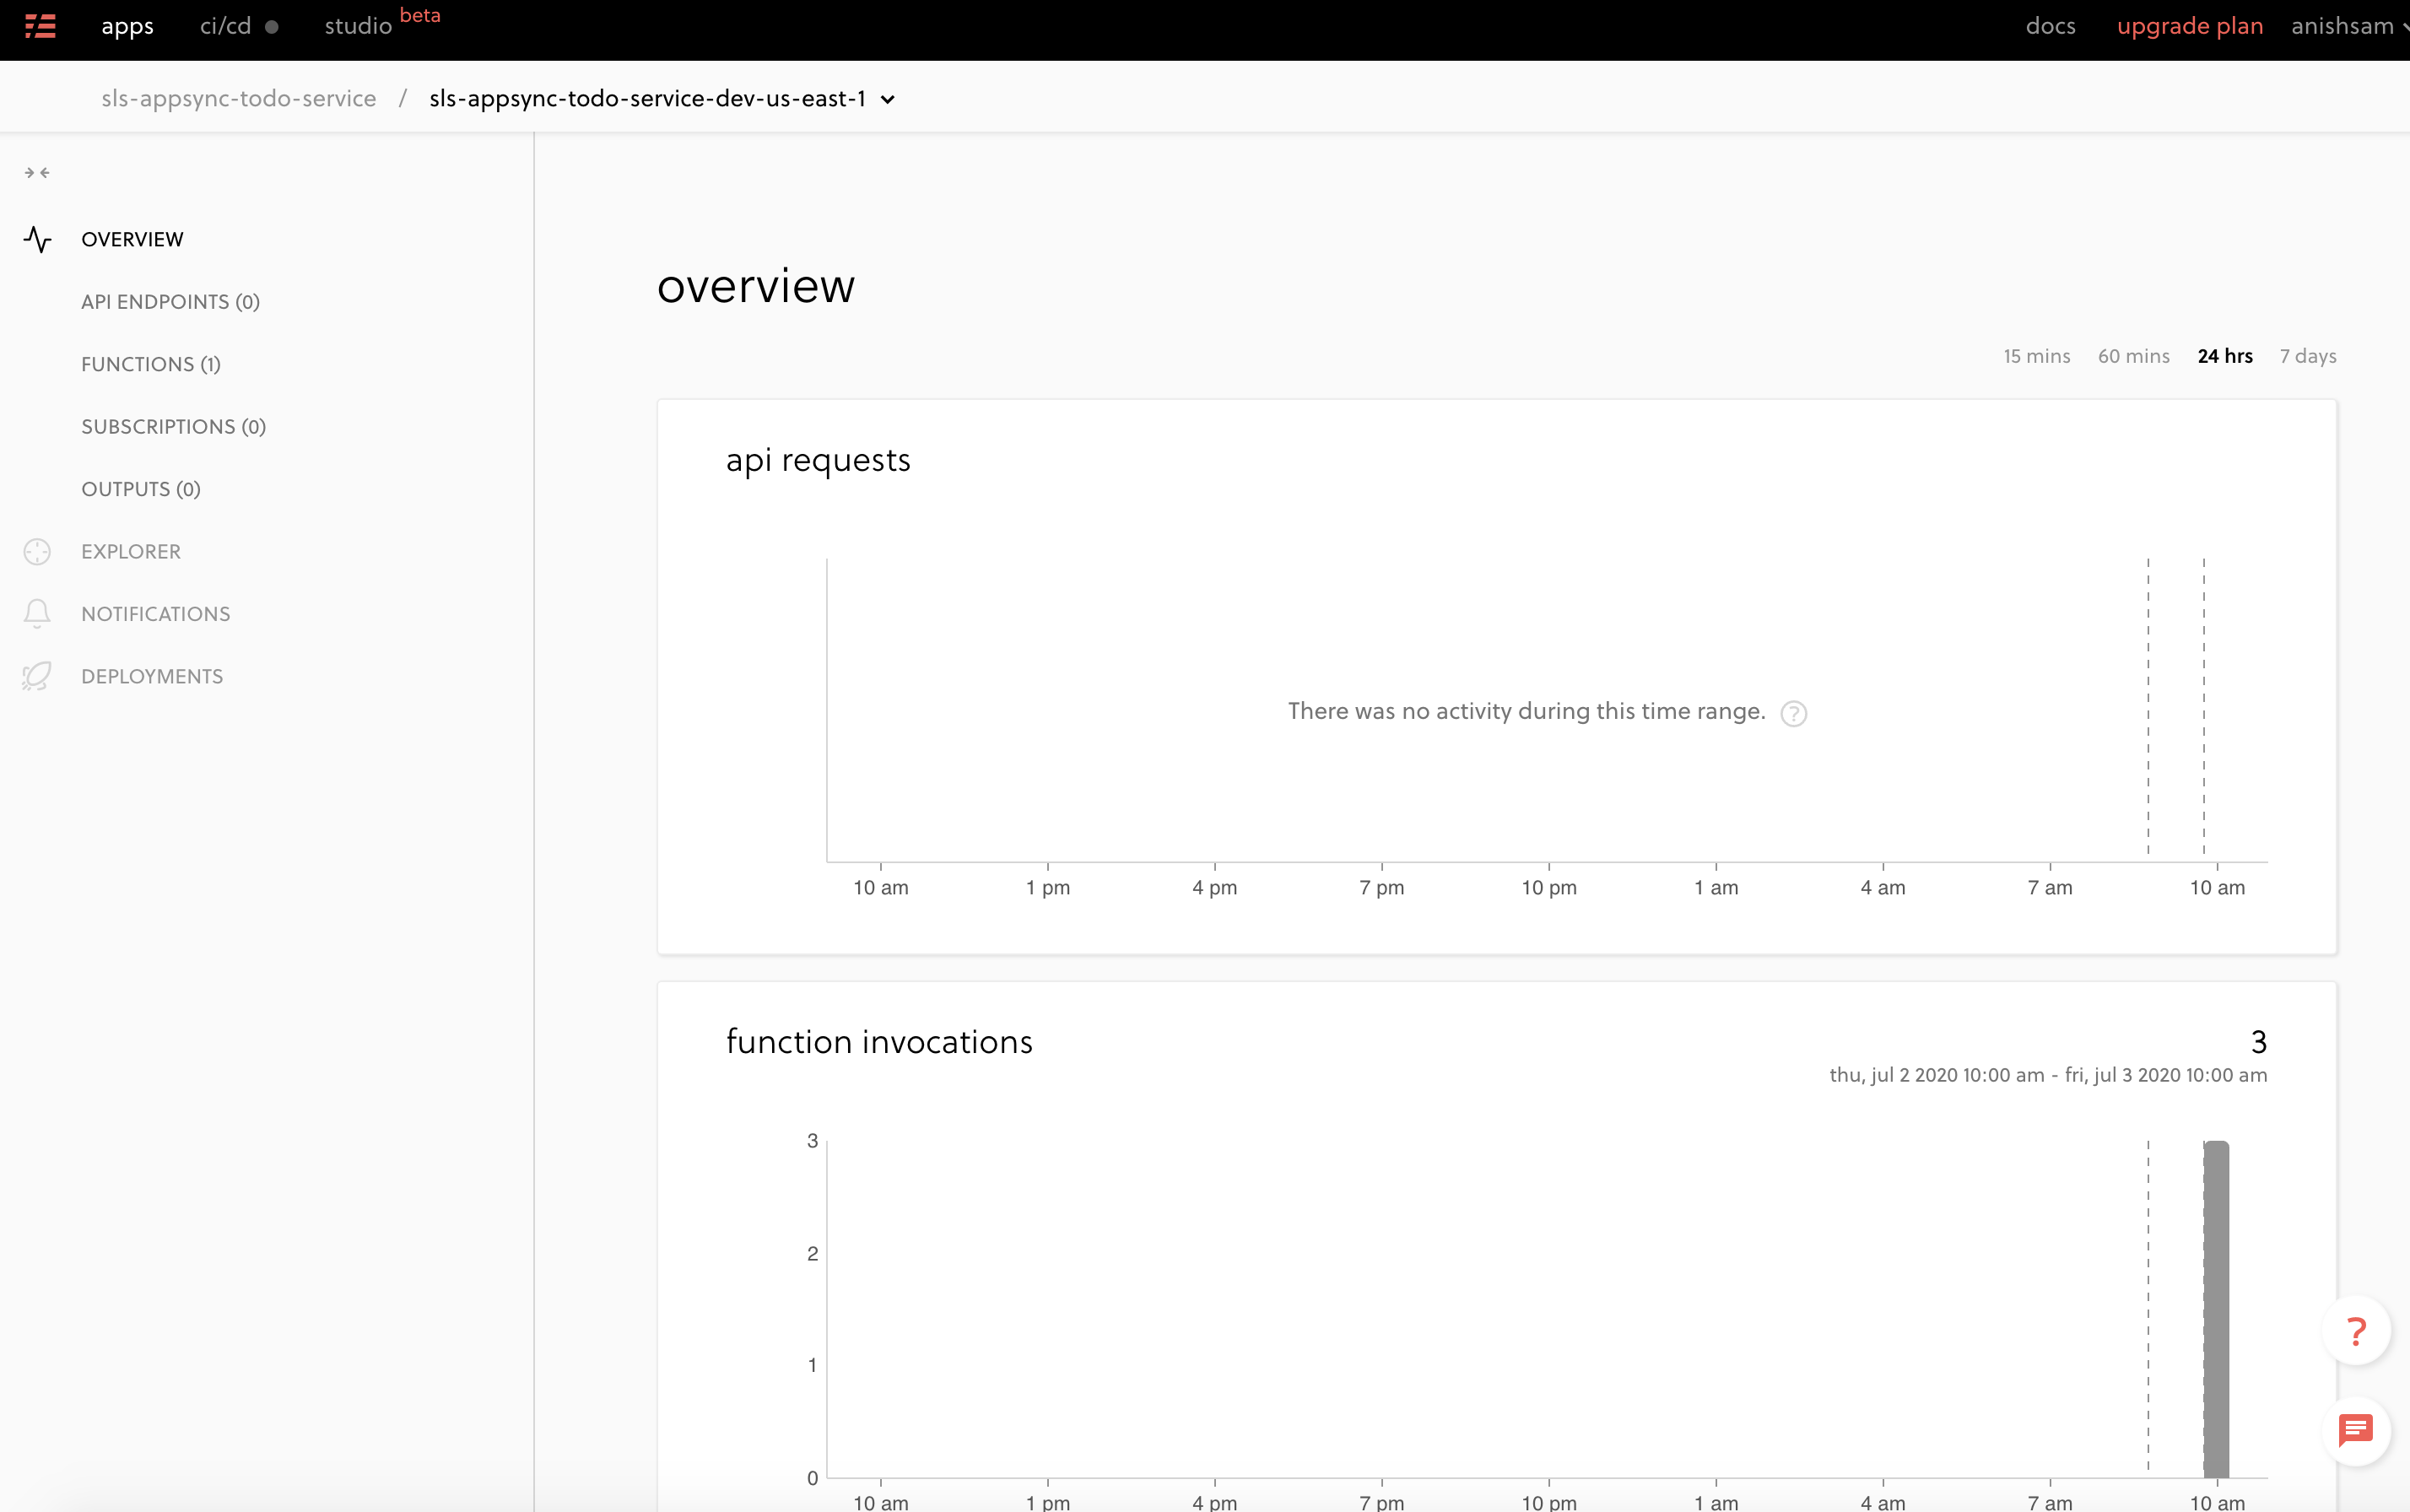 apps ci/cd studio beta docs upgrade plan anishsam
sls-appsync-todo-service / sls-appsync-todo-service-dev-us-east-1
OVERVIEW
API ENDPOINTS (0)
FUNCTIONS (1)
SUBSCRIPTIONS (0)
OUTPUTS (0)
EXPLORER
NOTIFICATIONS
DEPLOYMENTS
overview
15 mins 60 mins 24 hrs 7 days
api requests
There was no activity during this time range. ?
10 am 1 pm 4 pm 7 pm 10 pm 1 am 4 am 7 am 10 am
function invocations 3
thu, jul 2 2020 10:00 am - fri, jul 3 2020 10:00 am
3
2
1
0
10 am 1 pm 4 pm 7 pm 10 pm 1 am 4 am 7 am 10 am
?